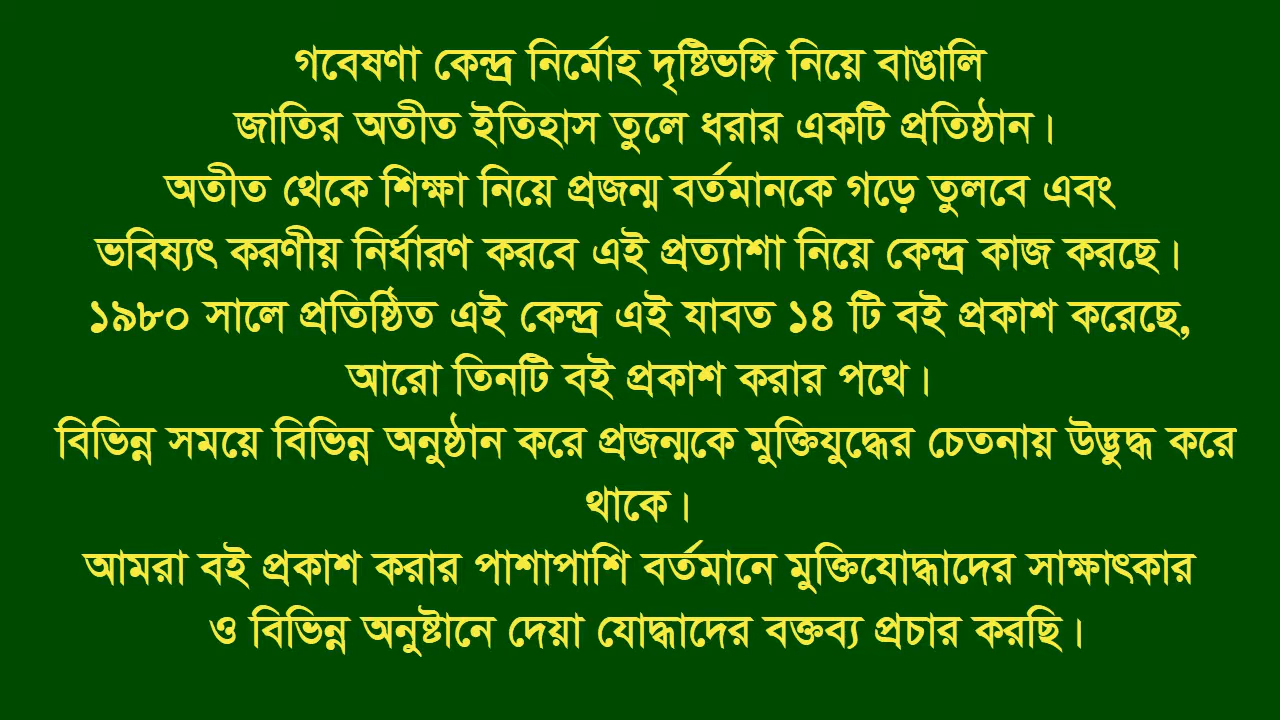 গবেষণা কেন্দ্র নির্মোহ দৃষ্টিভঙ্গি নিয়ে বাঙালি
জাতির অতীত ইতিহাস তুলে ধরার একটি প্রতিষ্ঠান।
অতীত থেকে শিক্ষা নিয়ে প্রজন্ম বর্তমানকে গড়ে তুলবে এবং
ভবিষ্যৎ করণীয় নির্ধারণ করবে এই প্রত্যাশা নিয়ে কেন্দ্র কাজ করছে।
১৯৮০ সালে প্রতিষ্ঠিত এই কেন্দ্র এই যাবত ১৪ টি বই প্রকাশ করেছে,
আরো তিনটি বই প্রকাশ করার পথে।
বিভিন্ন সময়ে বিভিন্ন অনুষ্ঠান করে প্রজন্মকে মুক্তিযুদ্ধের চেতনায় উদ্ভুদ্ধ করে
থাকে।
আমরা বই প্রকাশ করার পাশাপাশি বর্তমানে মুক্তিযোদ্ধাদের সাক্ষাৎকার
ও বিভিন্ন অনুষ্টানে দেয়া যোদ্ধাদের বক্তব্য প্রচার করছি।